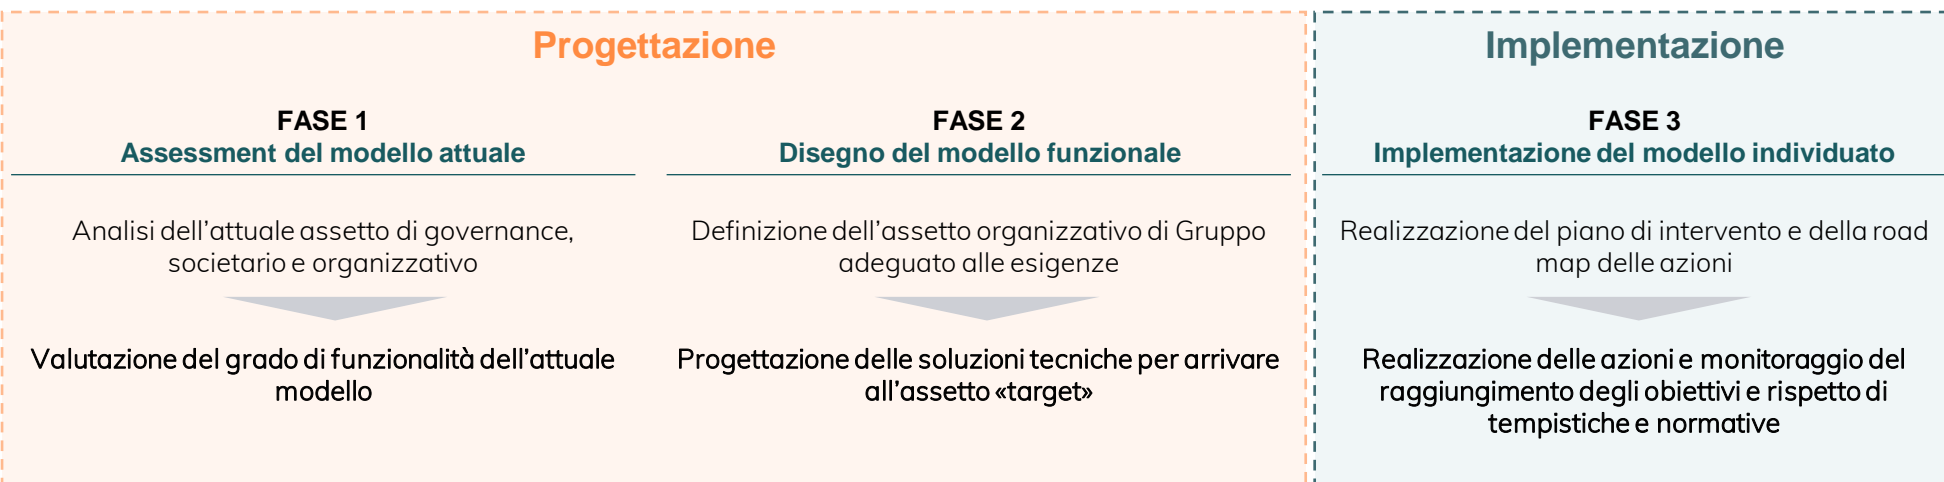 Progettazione
FASE 1
Assessment del modello attuale
Analisi dell’attuale assetto di governance,
societario e organizzativo
Valutazione del grado di funzionalità dell’attuale
modello
FASE 2
Disegno del modello funzionale
Definizione dell’assetto organizzativo di Gruppo
adeguato alle esigenze
Progettazione delle soluzioni tecniche per arrivare
all’assetto «target»
Implementazione
FASE 3
Implementazione del modello individuato
Realizzazione del piano di intervento e della road
map delle azioni
Realizzazione delle azioni e monitoraggio del
raggiungimento degli obiettivi e rispetto di
tempistiche e normative